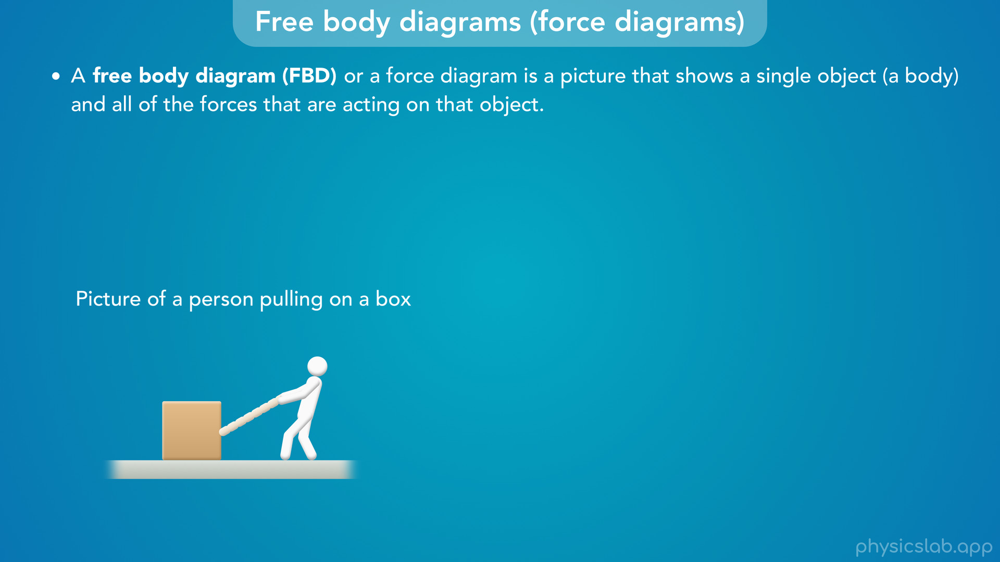 Free body diagrams (force diagrams)
• A free body diagram (FBD) or a force diagram is a picture that shows a single object (a body)
and all of the forces that are acting on that object.
Picture of a person pulling on a box
physicslab.app